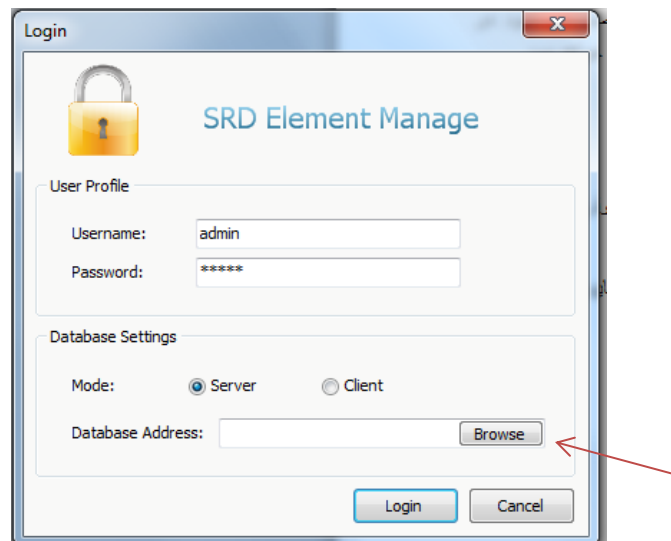 Login
SRD Element Manage
User Profile
Username: admin
Password: *****
Database Settings
Mode: Server Client
Database Address: Browse
Login Cancel